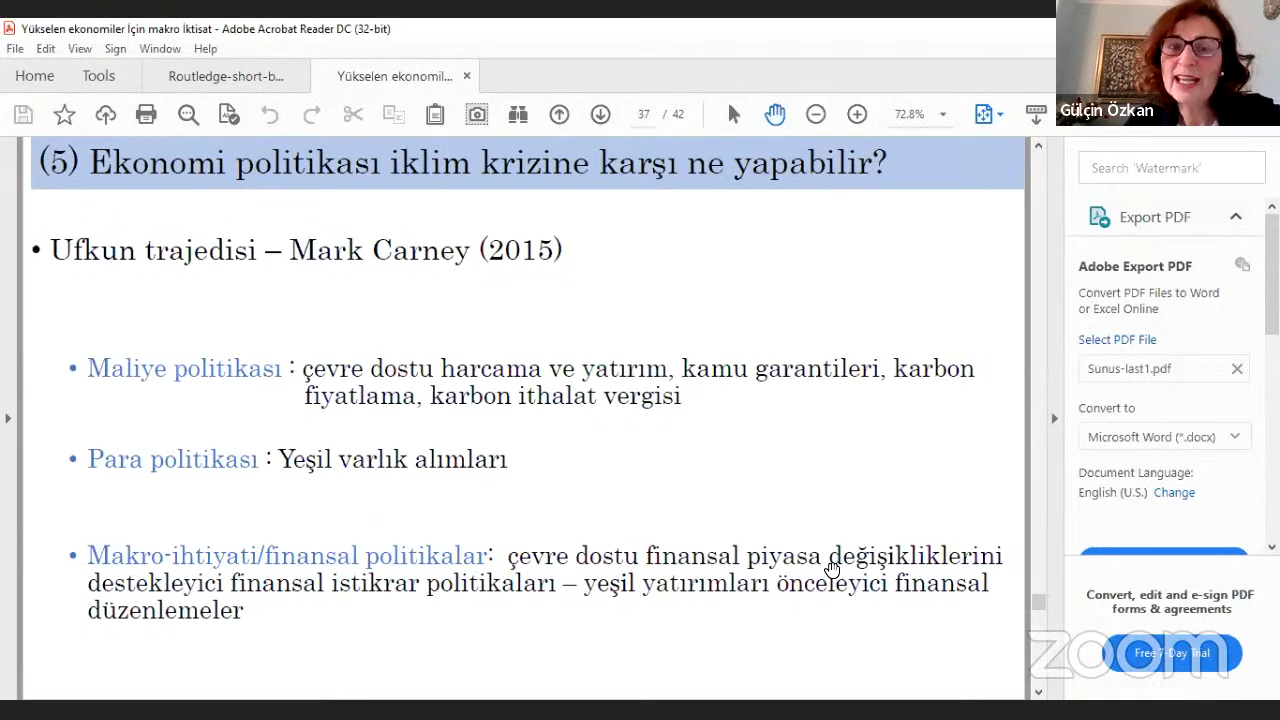 Yükselen ekonomiler İçin makro İktisat - Adobe Acrobat Reader DC (32-bit)
File Edit View Sign Window Help
Home Tools Routledge-short-b... Yükselen ekonomil... ×
37 / 42 72.8%
Gülçin Özkan
(5) Ekonomi politikası iklim krizine karşı ne yapabilir?
• Ufkun trajedisi – Mark Carney (2015)
• Maliye politikası : çevre dostu harcama ve yatırım, kamu garantileri, karbon
fiyatlama, karbon ithalat vergisi
• Para politikası : Yeşil varlık alımları
• Makro-ihtiyati/finansal politikalar: çevre dostu finansal piyasa değişikliklerini
destekleyici finansal istikrar politikaları – yeşil yatırımları önceleyici finansal
düzenlemeler
Search 'Watermark'
Export PDF
Adobe Export PDF
Convert PDF Files to Word
or Excel Online
Select PDF File
Sunus-last1.pdf
Convert to
Microsoft Word (*.docx)
Document Language:
English (U.S.) Change
Convert, edit and e-sign PDF
forms & agreements
Free 7-Day Trial
zoom